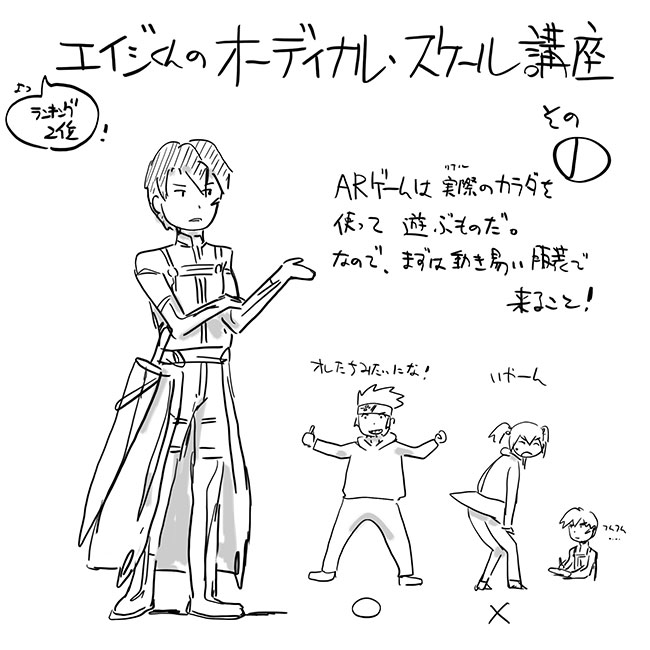 エイジくんの オーディカル・スケール講座
よっ
ランキング
2位
!
その
1
ARゲームは 実際のカラダを
リアル
使って 遊ぶものだ。
なので、まずは動き易い服装で
来ること!
オレたちみたいにな!
いやーん
○
×